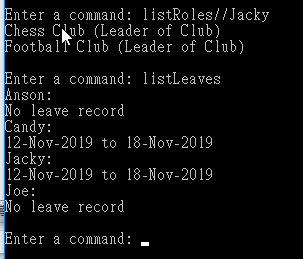 Enter a command: listRoles//Jacky
Chess Club (Leader of Club)
Football Club (Leader of Club)
Enter a command: listLeaves
Anson:
No leave record
Candy:
12-Nov-2019 to 18-Nov-2019
Jacky:
12-Nov-2019 to 18-Nov-2019
Joe:
No leave record
Enter a command: